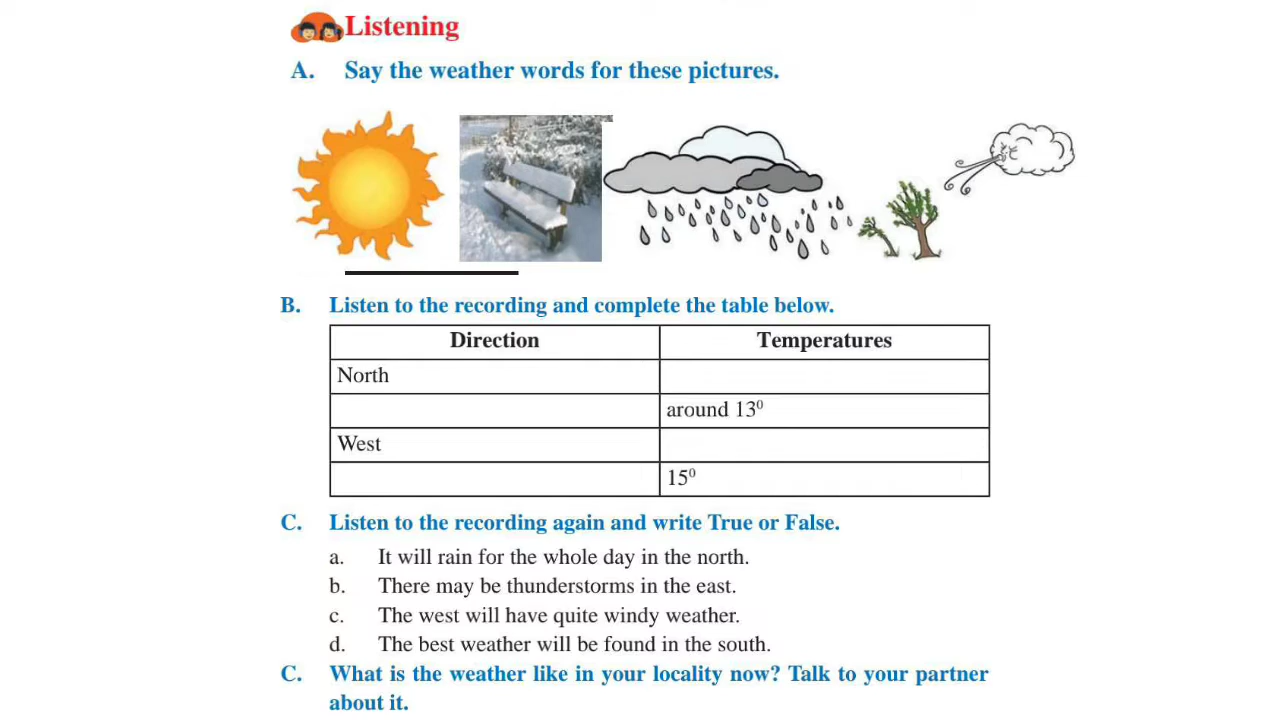 Listening
A. Say the weather words for these pictures.
B. Listen to the recording and complete the table below.
Direction Temperatures
North
around 13⁰
West
15⁰
C. Listen to the recording again and write True or False.
a. It will rain for the whole day in the north.
b. There may be thunderstorms in the east.
c. The west will have quite windy weather.
d. The best weather will be found in the south.
C. What is the weather like in your locality now? Talk to your partner
about it.